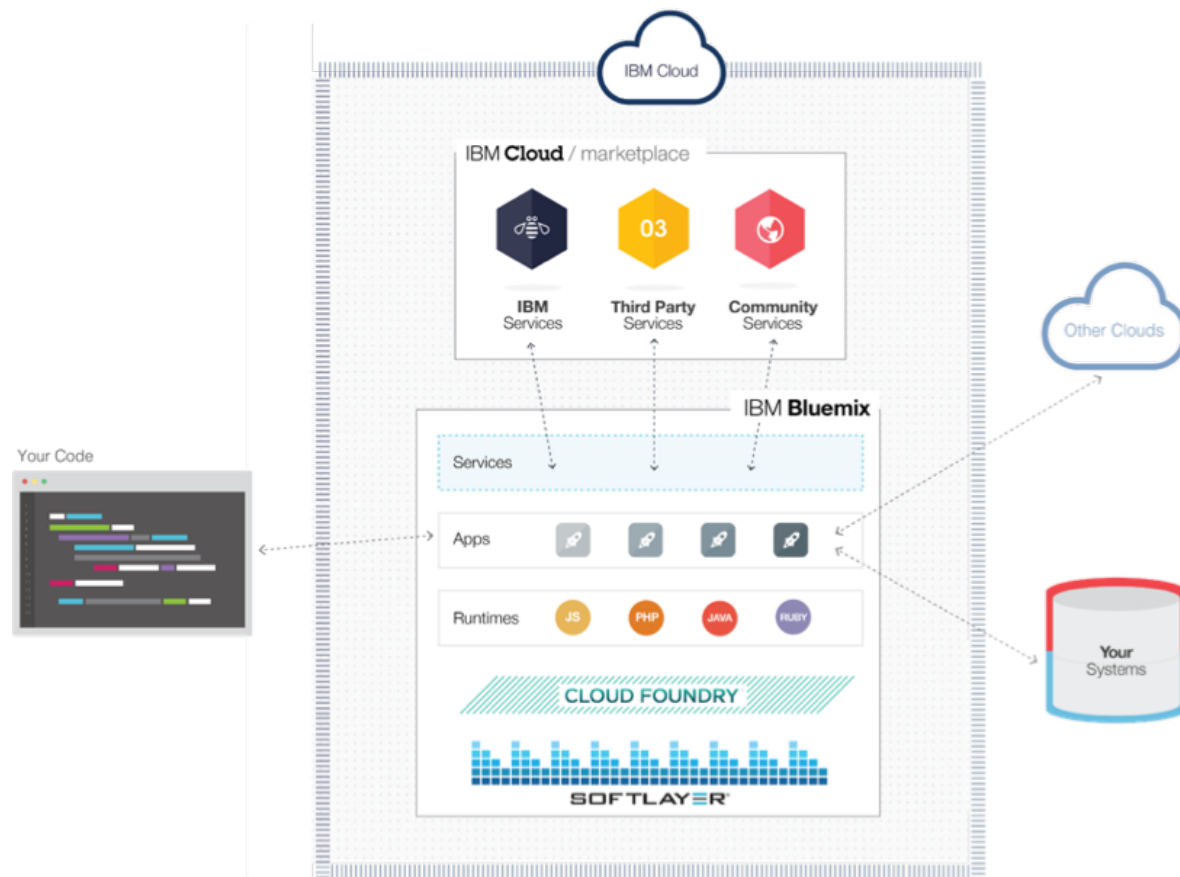 IBM Cloud
IBM Cloud / marketplace
03
IBM
Services
Third Party
Services
Community
Services
Other Clouds
IBM Bluemix
Services
Your Code
Apps
Runtimes
JS
PHP
JAVA
RUBY
Your
Systems
CLOUD FOUNDRY
SOFTLAYER®